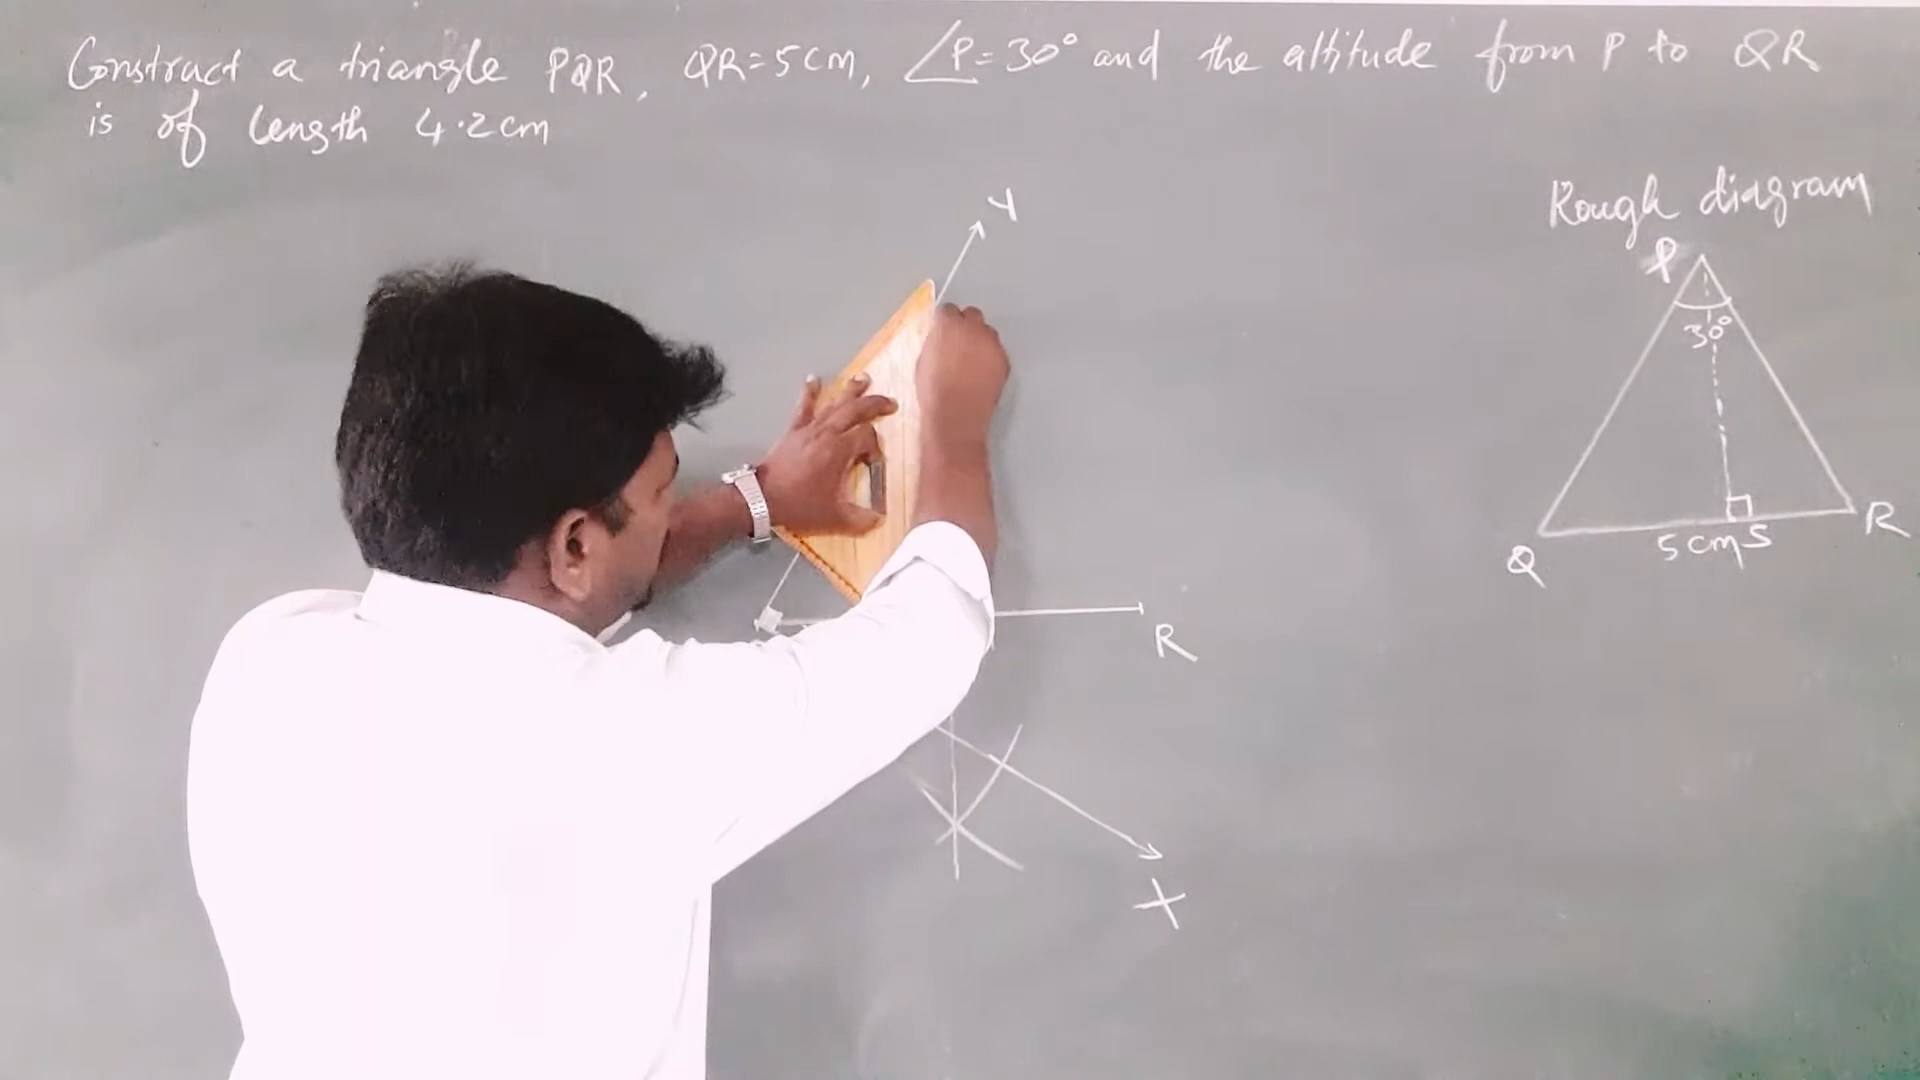 Construct a triangle PQR, QR=5cm, ∠P=30° and the altitude from P to QR
is of length 4.2cm
Y
Rough diagram
P
30°
R
5cmS
Q
R
X